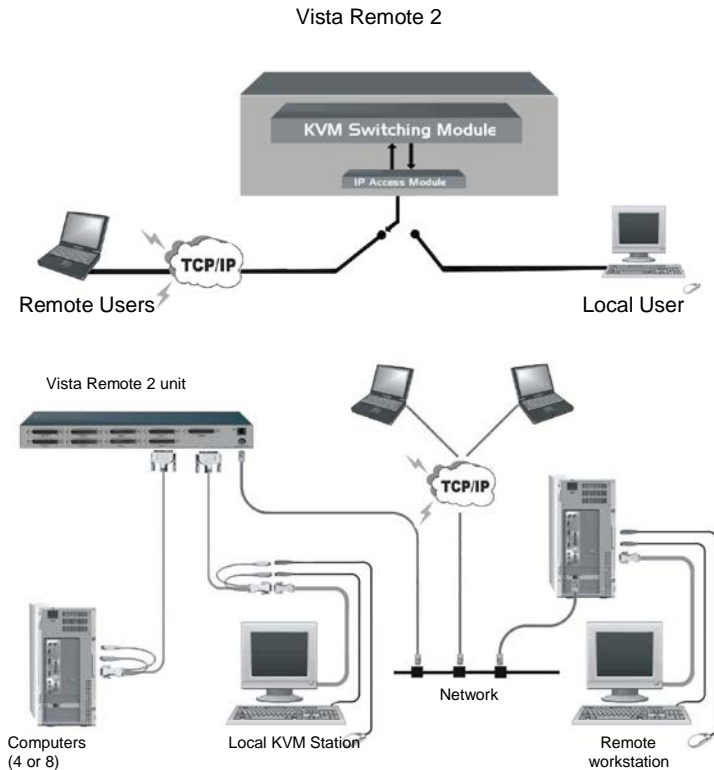 Vista Remote 2
KVM Switching Module
IP Access Module
TCP/IP
Remote Users
Local User
Vista Remote 2 unit
TCP/IP
Network
Computers
(4 or 8)
Local KVM Station
Remote
workstation